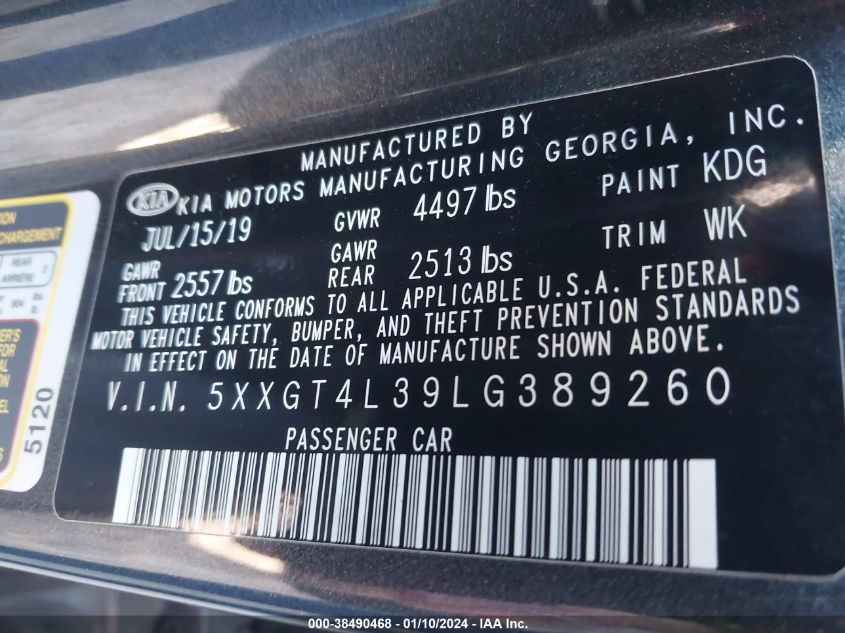 MANUFACTURED BY
KIA KIA MOTORS MANUFACTURING GEORGIA, INC.
JUL/15/19 GVWR 4497 lbs PAINT KDG
GAWR FRONT 2557 lbs GAWR REAR 2513 lbs TRIM WK
THIS VEHICLE CONFORMS TO ALL APPLICABLE U.S.A. FEDERAL
MOTOR VEHICLE SAFETY, BUMPER, AND THEFT PREVENTION STANDARDS
IN EFFECT ON THE DATE OF MANUFACTURE SHOWN ABOVE.
V.I.N. 5XXGT4L39LG389260
PASSENGER CAR
CHARGEMENT
REAR
ARRIÈRE
5120
000-38490468 - 01/10/2024 - IAA Inc.